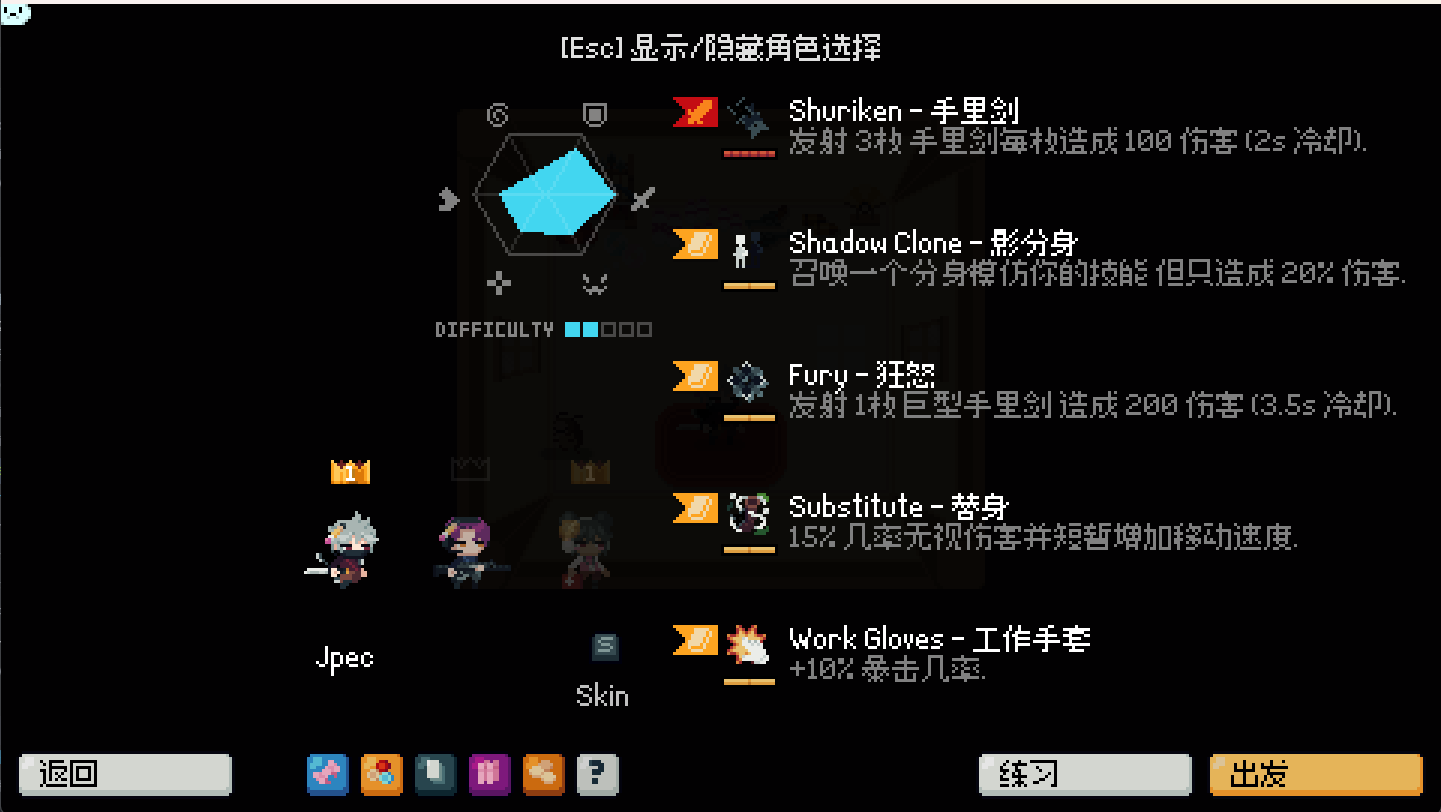 [Esc] 显示/隐藏角色选择
Shuriken - 手里剑
发射 3枚 手里剑每枚造成 100 伤害 (2s 冷却).
Shadow Clone - 影分身
召唤一个分身模仿你的技能 但只造成 20% 伤害.
DIFFICULTY
Fury - 狂怒
发射 1枚 巨型手里剑 造成 200 伤害 (3.5s 冷却).
1
1
Substitute - 替身
15% 几率无视伤害并短暂增加移动速度.
Work Gloves - 工作手套
+10% 暴击几率.
Jpec
S
Skin
返回
?
练习
出发